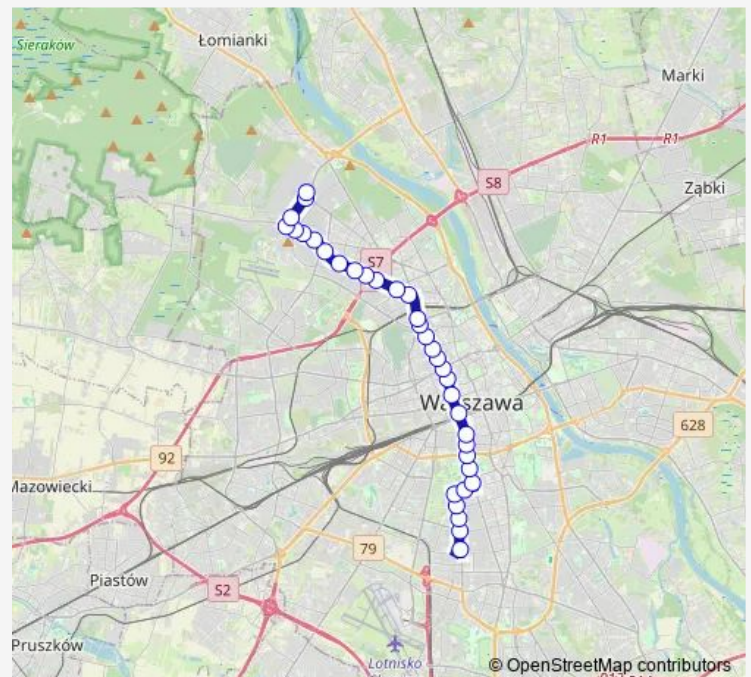 Sieraków
Łomianki
Marki
R1
R1
S8
Ząbki
S7
Warszawa
628
92
Mazowiecki
79
Piastów
S2
Pruszków
Lotnisko
© OpenStreetMap contributors